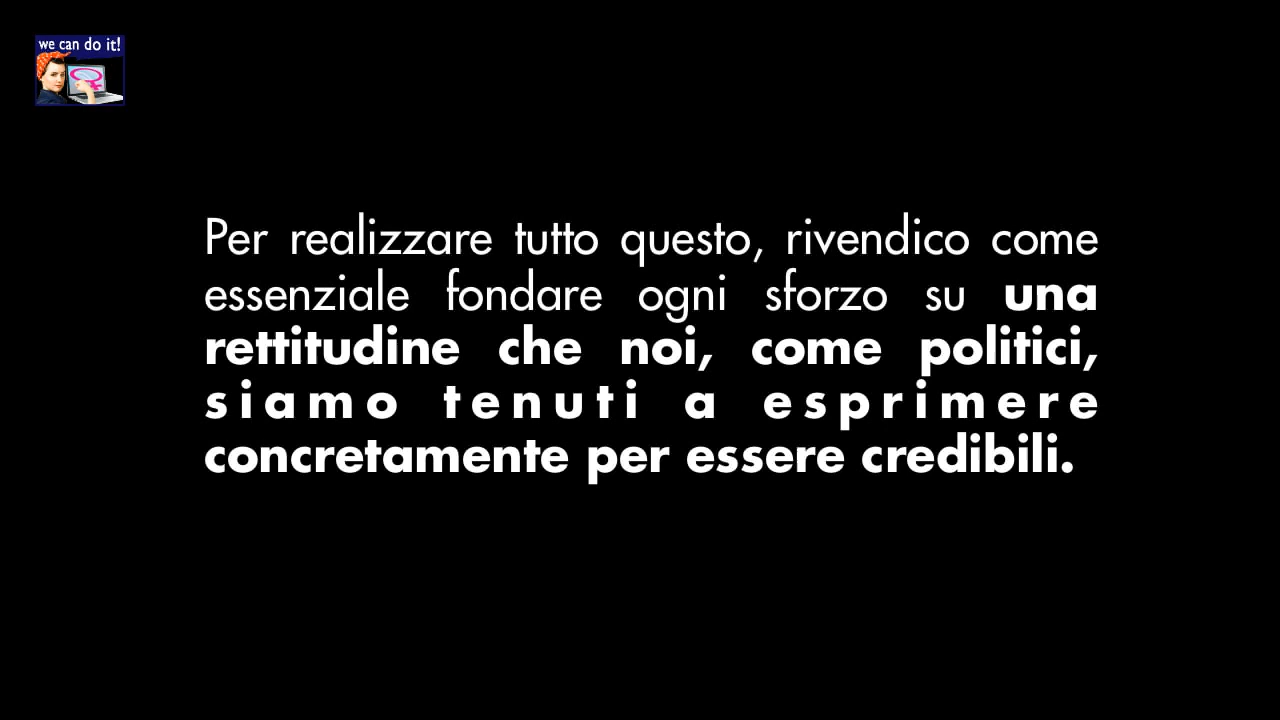 we can do it!
Per realizzare tutto questo, rivendico come
essenziale fondare ogni sforzo su una
rettitudine che noi, come politici,
siamo tenuti a esprimere
concretamente per essere credibili.